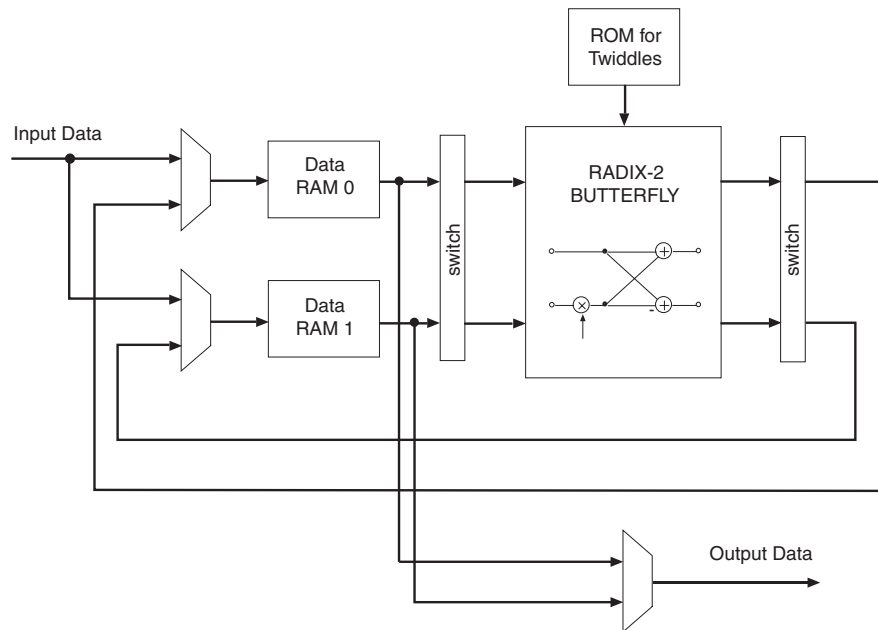 ROM for
Twiddles
Input Data
Data
RAM 0
switch
RADIX-2
BUTTERFLY
switch
Data
RAM 1
-
Output Data